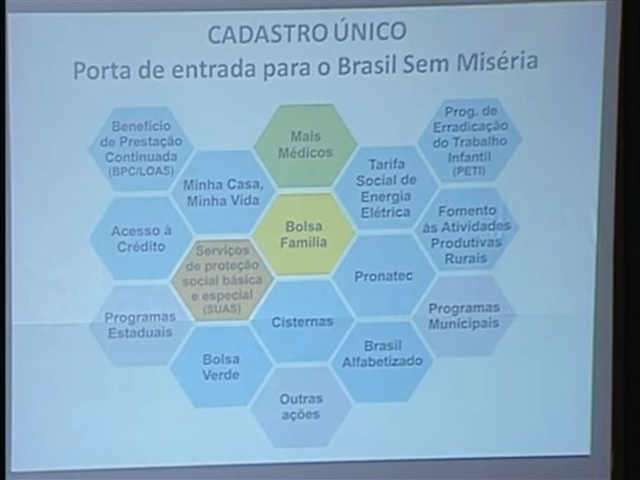 CADASTRO ÚNICO
Porta de entrada para o Brasil Sem Miséria
Benefício
de Prestação
Continuada
(BPC/LOAS)
Mais
Médicos
Prog. de
Erradicação
do Trabalho
Infantil
(PETI)
Minha Casa,
Minha Vida
Tarifa
Social de
Energia
Elétrica
Acesso à
Crédito
Bolsa
Família
Fomento
às Atividades
Produtivas
Rurais
Serviços
de proteção
social básica
e especial
(SUAS)
Pronatec
Programas
Estaduais
Cisternas
Programas
Municipais
Bolsa
Verde
Brasil
Alfabetizado
Outras
ações